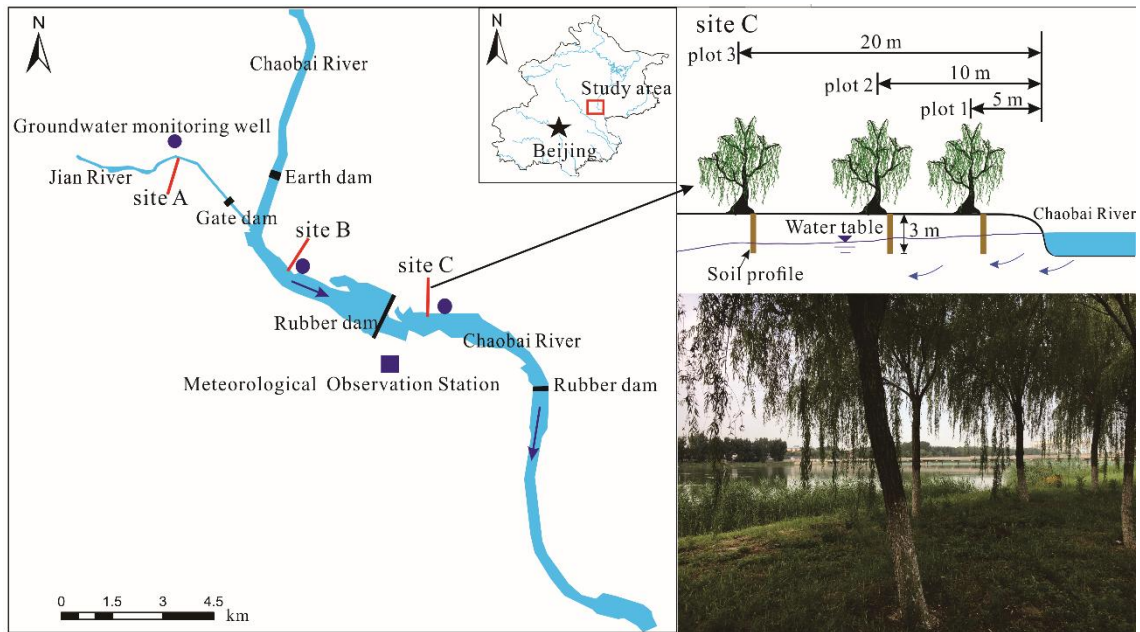 N
Chaobai River
Groundwater monitoring well
Jian River
site A
Earth dam
Gate dam
site B
site C
Rubber dam
Chaobai River
Meteorological Observation Station
Rubber dam
0 1.5 3 4.5
km
N
Study area
Beijing
site C
20 m
plot 3
10 m
plot 2
5 m
plot 1
Chaobai River
Water table
3 m
Soil profile